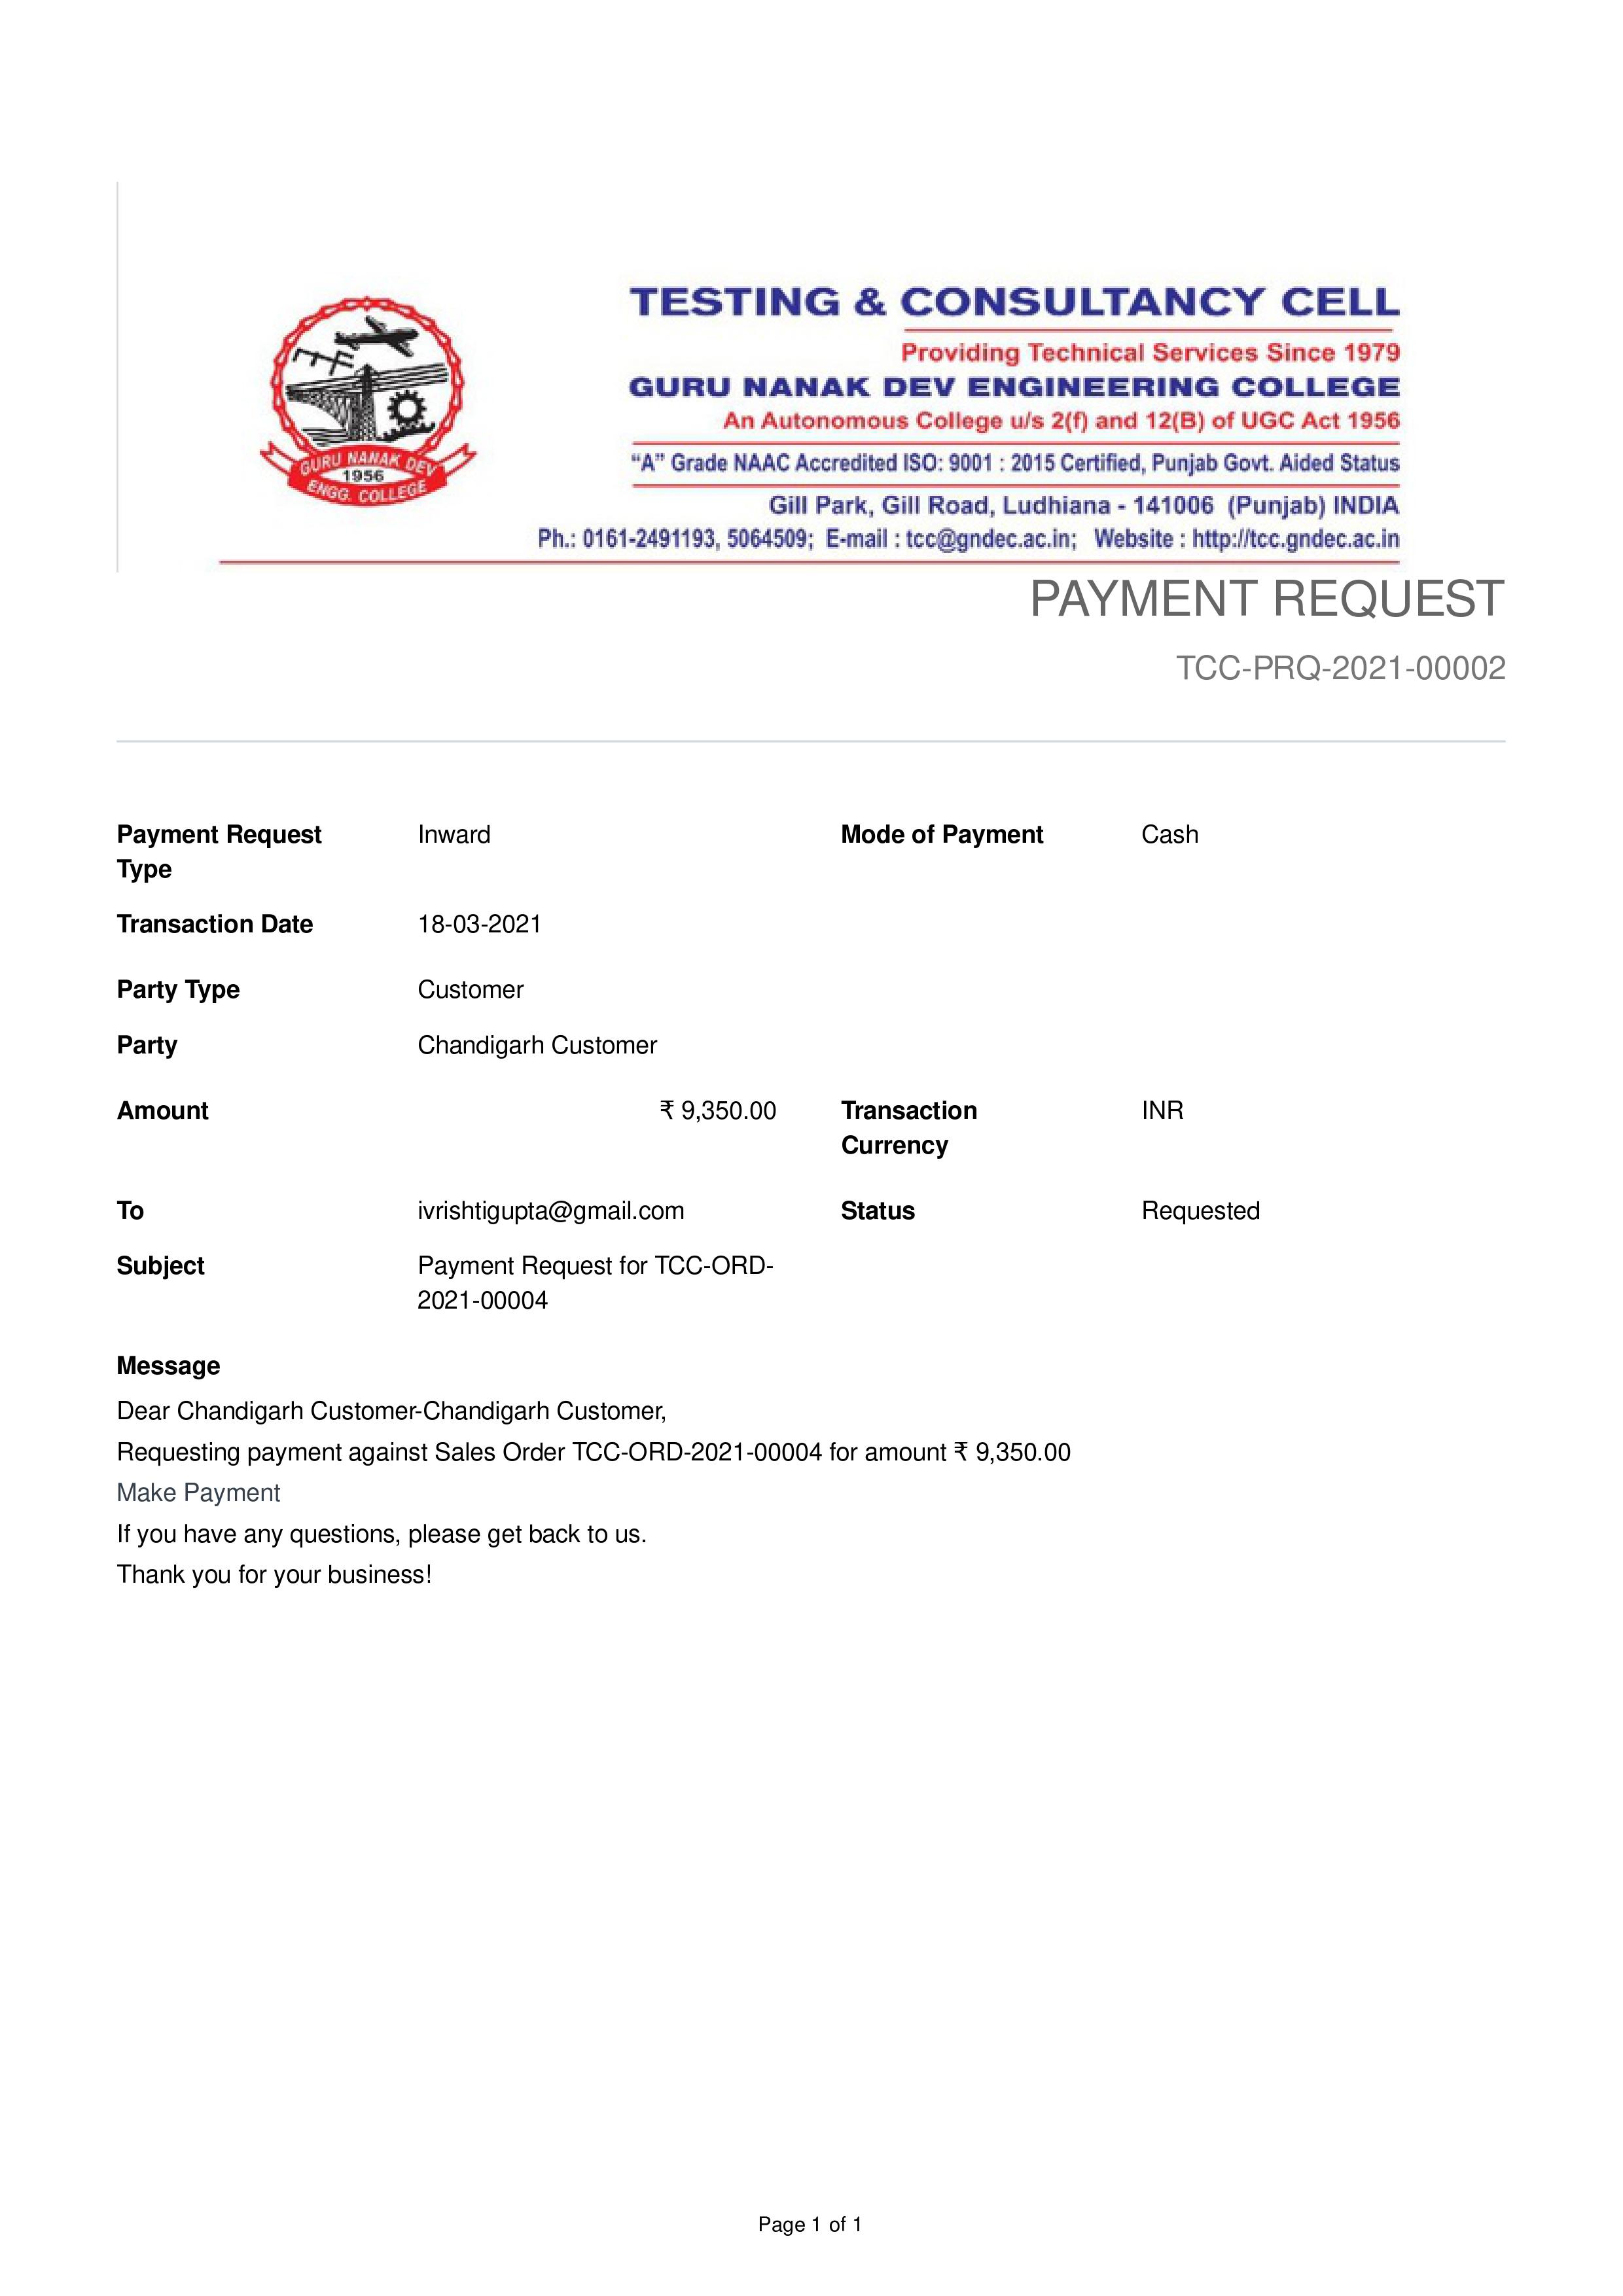 TESTING & CONSULTANCY CELL
Providing Technical Services Since 1979
GURU NANAK DEV ENGINEERING COLLEGE
An Autonomous College u/s 2(f) and 12(B) of UGC Act 1956
“A” Grade NAAC Accredited ISO: 9001 : 2015 Certified, Punjab Govt. Aided Status
Gill Park, Gill Road, Ludhiana - 141006 (Punjab) INDIA
Ph.: 0161-2491193, 5064509; E-mail : tcc@gndec.ac.in; Website : http://tcc.gndec.ac.in
GURU NANAK DEV
1956
ENGG. COLLEGE
PAYMENT REQUEST
TCC-PRQ-2021-00002
Payment Request Inward Mode of Payment Cash
Type
Transaction Date 18-03-2021
Party Type Customer
Party Chandigarh Customer
Amount ₹ 9,350.00 Transaction INR
Currency
To ivrishtigupta@gmail.com Status Requested
Subject Payment Request for TCC-ORD-
2021-00004
Message
Dear Chandigarh Customer-Chandigarh Customer,
Requesting payment against Sales Order TCC-ORD-2021-00004 for amount ₹ 9,350.00
Make Payment
If you have any questions, please get back to us.
Thank you for your business!
Page 1 of 1